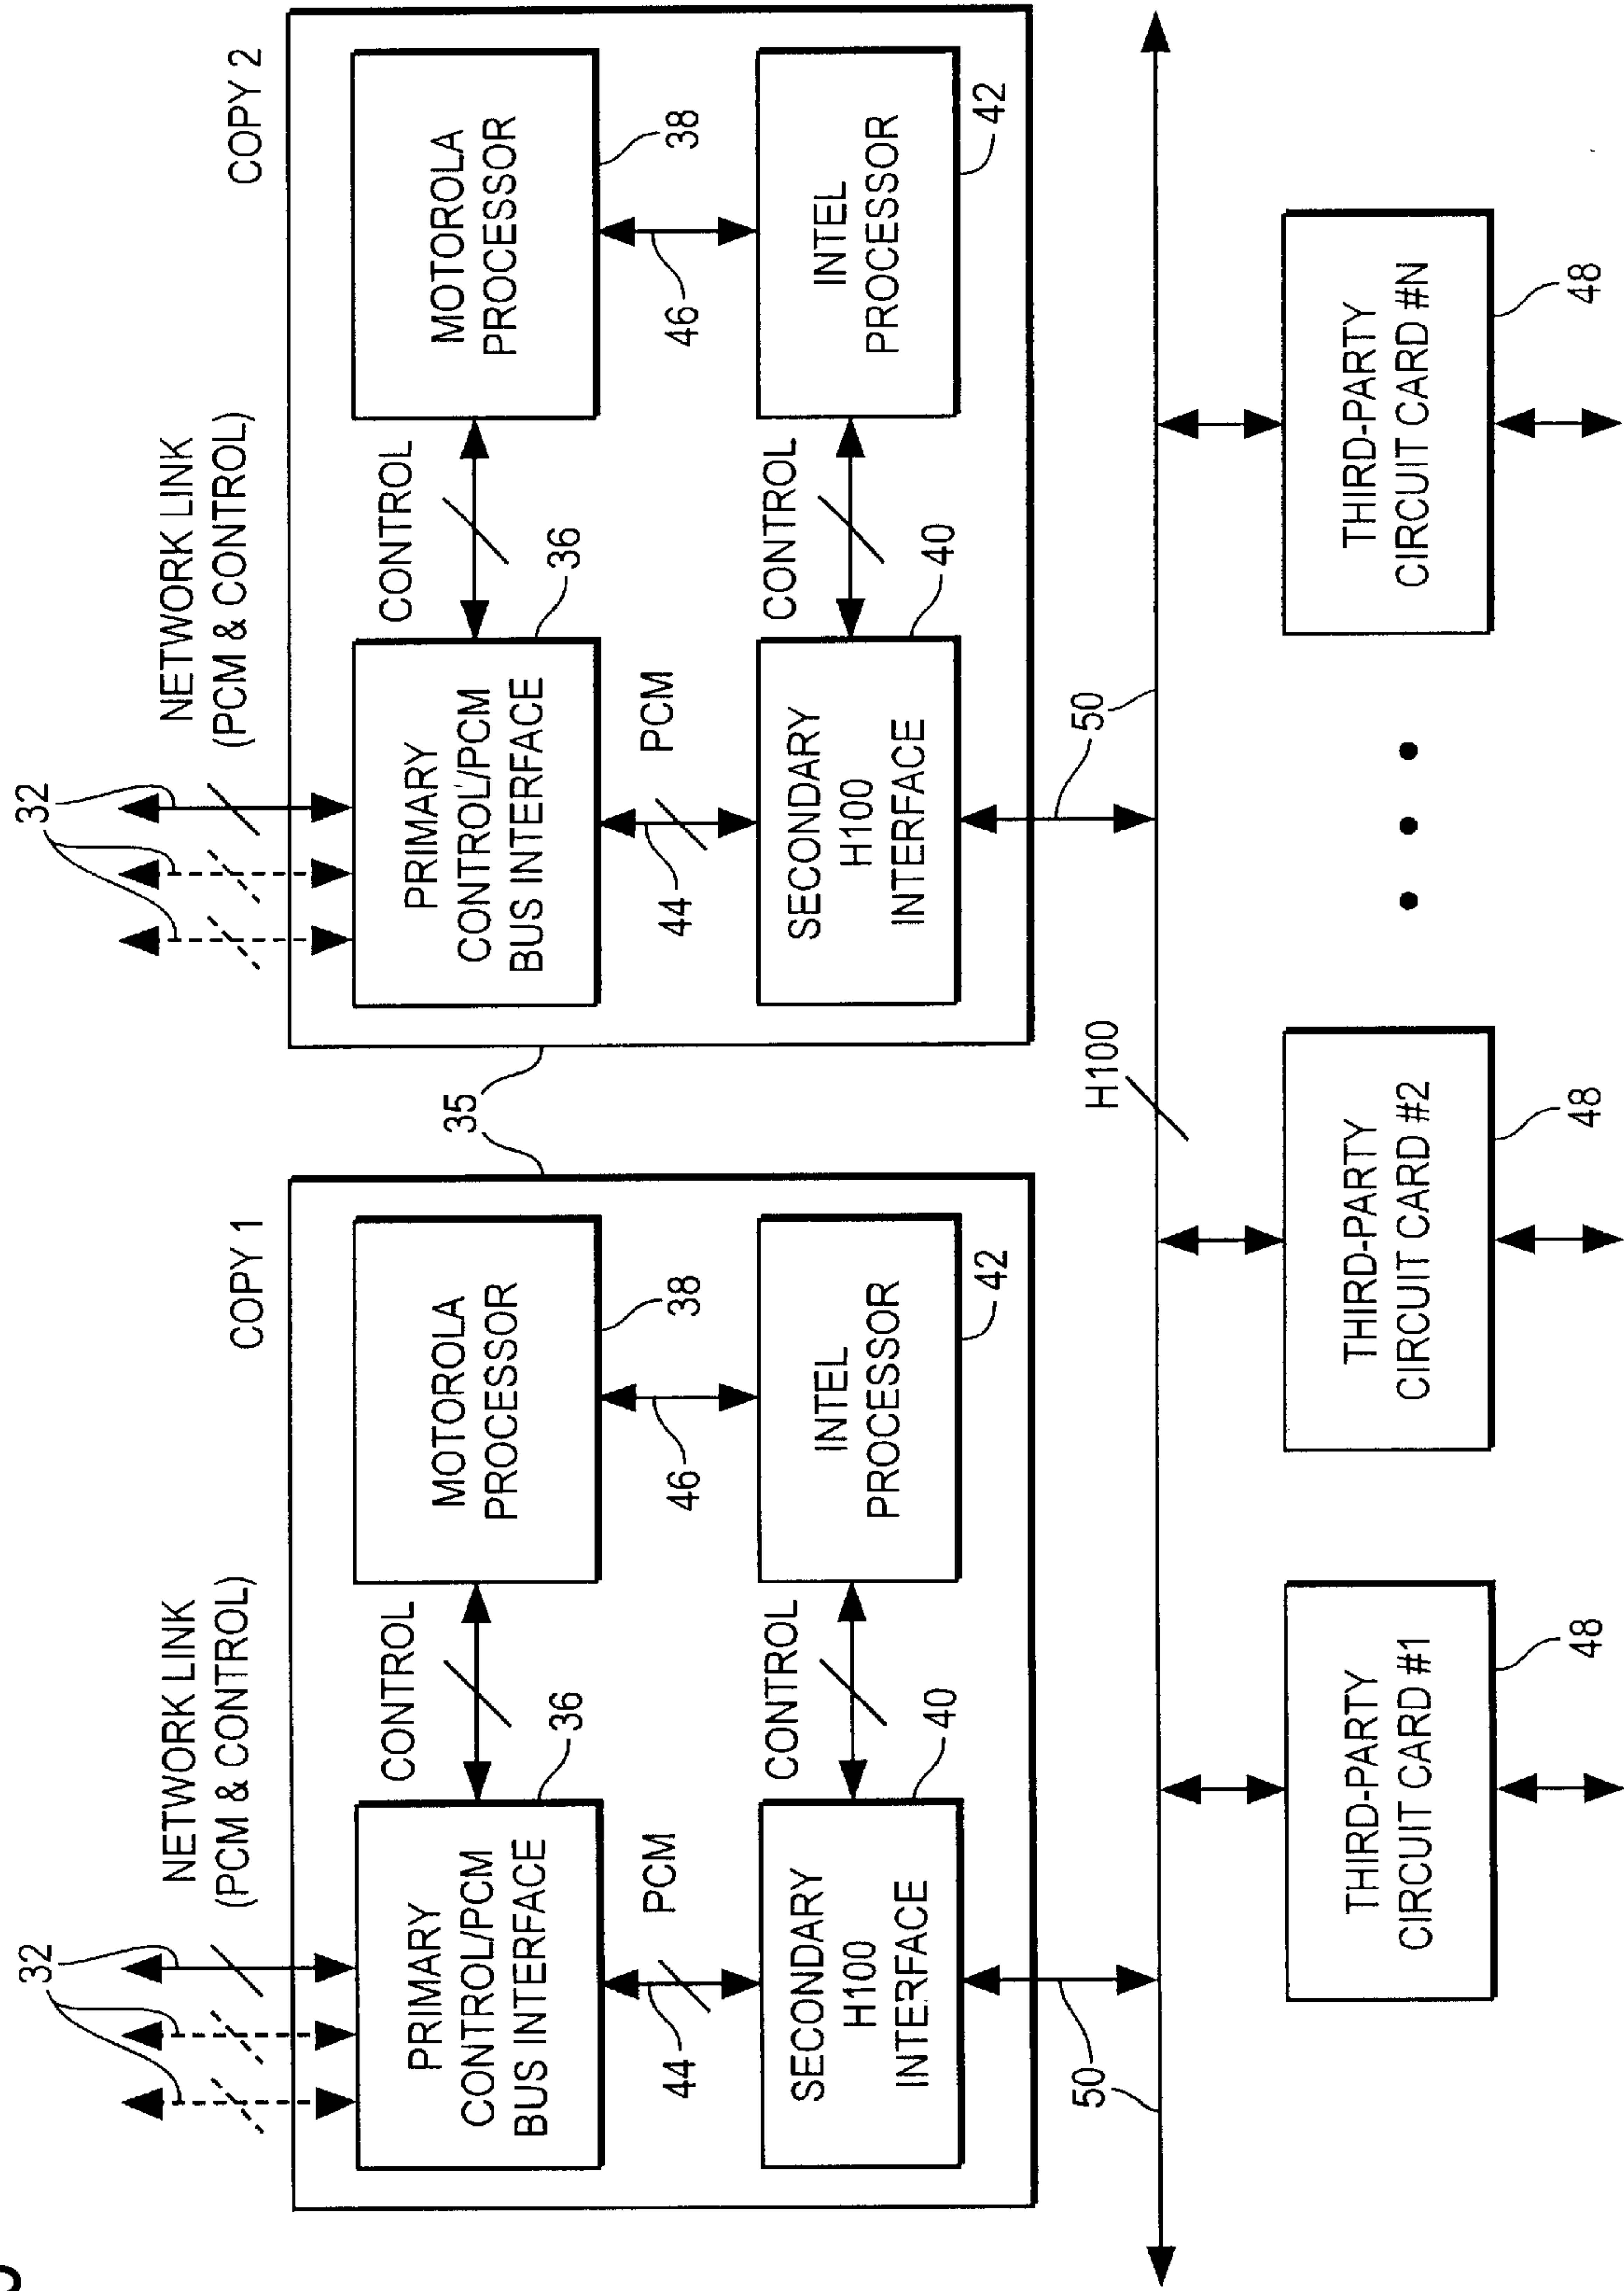 COPY 1
COPY 2
NETWORK LINK
(PCM & CONTROL)
32
NETWORK LINK
(PCM & CONTROL)
32
PRIMARY
CONTROL/PCM
BUS INTERFACE
36
CONTROL
MOTOROLA
PROCESSOR
38
44
PCM
46
SECONDARY
H100
INTERFACE
40
CONTROL
INTEL
PROCESSOR
42
35
PRIMARY
CONTROL/PCM
BUS INTERFACE
36
CONTROL
MOTOROLA
PROCESSOR
38
44
PCM
46
SECONDARY
H100
INTERFACE
40
CONTROL
INTEL
PROCESSOR
42
50
H100
50
THIRD-PARTY
CIRCUIT CARD #1
48
THIRD-PARTY
CIRCUIT CARD #2
48
THIRD-PARTY
CIRCUIT CARD #N
48